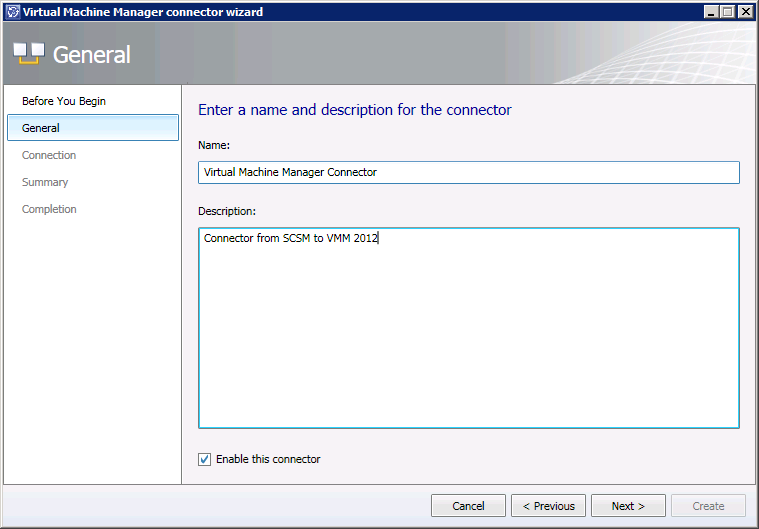 Virtual Machine Manager connector wizard
General
Before You Begin
General
Connection
Summary
Completion
Enter a name and description for the connector
Name:
Virtual Machine Manager Connector
Description:
Connector from SCSM to VMM 2012
Enable this connector
Cancel
< Previous
Next >
Create